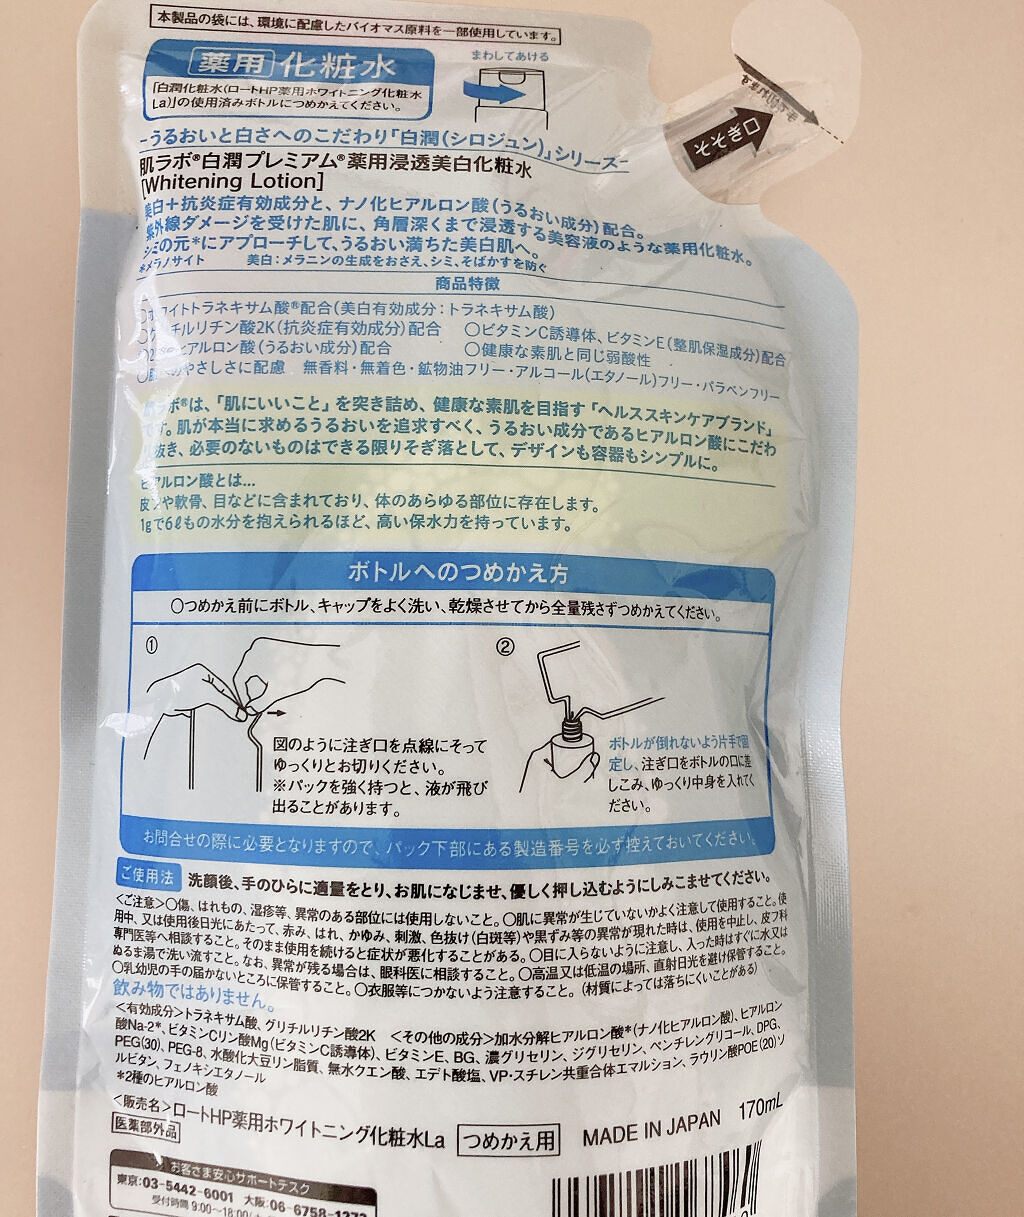 本製品の袋には、環境に配慮したバイオマス原料を一部使用しています。
薬用 化粧水
「白潤化粧水(ロートHP薬用ホワイトニング化粧水
La)」の使用済みボトルにつめかえてください。
まわしてあける
そそぎ口
-うるおいと白さへのこだわり「白潤(シロジュン)」シリーズ-
肌ラボ®白潤プレミアム®薬用浸透美白化粧水
[Whitening Lotion]
美白+抗炎症有効成分と、ナノ化ヒアルロン酸(うるおい成分)配合。
紫外線ダメージを受けた肌に、角層深くまで浸透する美容液のような薬用化粧水。
シミの元*にアプローチして、うるおい満ちた美白肌へ。
*メラノサイト 美白:メラニンの生成をおさえ、シミ、そばかすを防ぐ
商品特徴
○ホワイトトラネキサム酸®配合(美白有効成分:トラネキサム酸)
○グリチルリチン酸2K(抗炎症有効成分)配合 ○ビタミンC誘導体、ビタミンE(整肌保湿成分)配合
○2種のヒアルロン酸(うるおい成分)配合 ○健康な素肌と同じ弱酸性
のやさしさに配慮 無香料・無着色・鉱物油フリー・アルコール(エタノール)フリー・パラベンフリー
肌ラボ®は、「肌にいいこと」を突き詰め、健康な素肌を目指す「ヘルススキンケアブランド」
です。肌が本当に求めるうるおいを追求すべく、うるおい成分であるヒアルロン酸にこだわ
り抜き、必要のないものはできる限りそぎ落として、デザインも容器もシンプルに。
ヒアルロン酸とは…
皮フや軟骨、目などに含まれており、体のあらゆる部位に存在します。
1gで6ℓもの水分を抱えられるほど、高い保水力を持っています。
ボトルへのつめかえ方
○つめかえ前にボトル、キャップをよく洗い、乾燥させてから全量残さずつめかえてください。
①
図のように注ぎ口を点線にそって
ゆっくりとお切りください。
※パックを強く持つと、液が飛び
出ることがあります。
②
ボトルが倒れないよう片手で固
定し、注ぎ口をボトルの口に差
しこみ、ゆっくり中身を入れてく
ださい。
お問合せの際に必要となりますので、パック下部にある製造番号を必ず控えておいてください。
ご使用法 洗顔後、手のひらに適量をとり、お肌になじませ、優しく押し込むようにしみこませてください。
<ご注意>○傷、はれもの、湿疹等、異常のある部位には使用しないこと。○肌に異常が生じていないかよく注意して使用すること。使
用中、又は使用後日光にあたって、赤み、はれ、かゆみ、刺激、色抜け(白斑等)や黒ずみ等の異常が現れた時は、使用を中止し、皮フ科
専門医等へ相談すること。そのまま使用を続けると症状が悪化することがある。○目に入らないように注意し、入った時はすぐに水又は
ぬるま湯で洗い流すこと。なお、異常が残る場合は、眼科医に相談すること。○高温又は低温の場所、直射日光を避け保管すること。
○乳幼児の手の届かないところに保管すること。○衣服等につかないよう注意すること。(材質によっては落ちにくいことがある)
飲み物ではありません。
<有効成分>トラネキサム酸、グリチルリチン酸2K <その他の成分>加水分解ヒアルロン酸*(ナノ化ヒアルロン酸)、ヒアルロン
酸Na-2*、ビタミンCリン酸Mg(ビタミンC誘導体)、ビタミンE、BG、濃グリセリン、ジグリセリン、ペンチレングリコール、DPG、
PEG(30)、PEG-8、水酸化大豆リン脂質、無水クエン酸、エデト酸塩、VP・スチレン共重合体エマルション、ラウリン酸POE(20)ソ
ルビタン、フェノキシエタノール
*2種のヒアルロン酸
<販売名>ロートHP薬用ホワイトニング化粧水La つめかえ用 MADE IN JAPAN 170mL
医薬部外品
お客さま安心サポートデスク
東京:03-5442-6001 大阪:06-6758-1272
受付時間 9:00~18:00